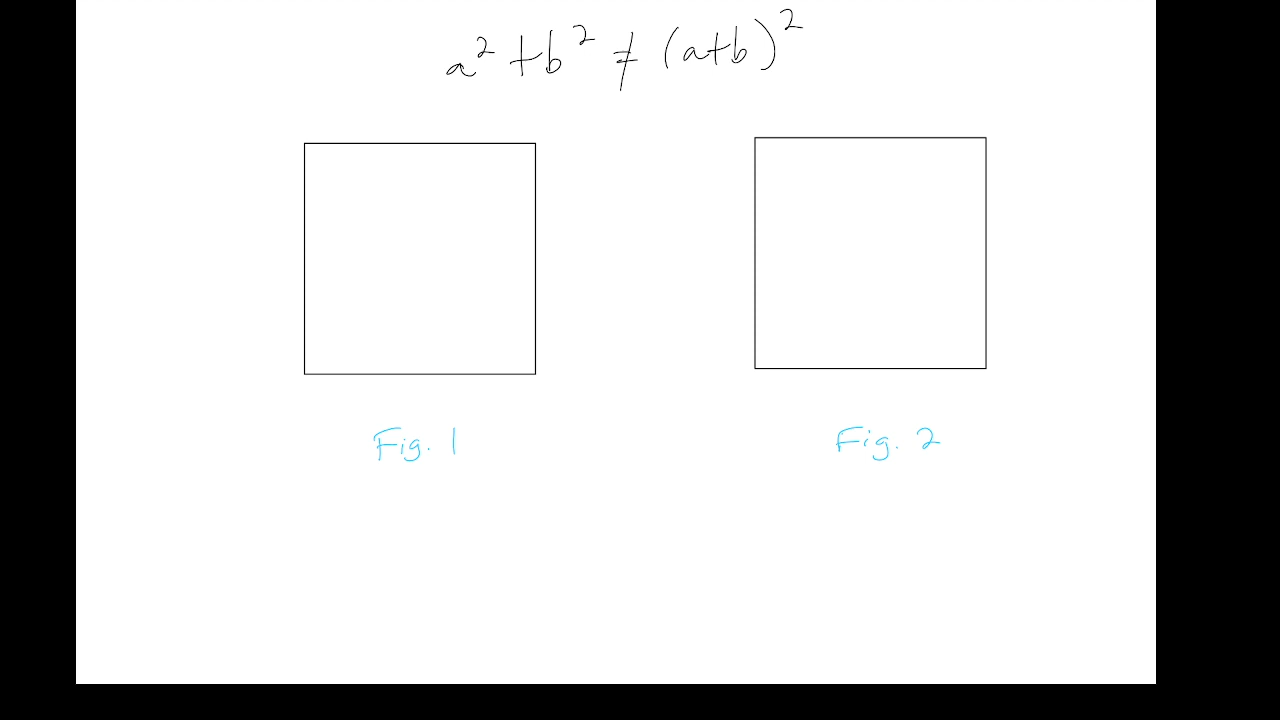 a² + b² ≠ (a+b)²
Fig. 1
Fig. 2